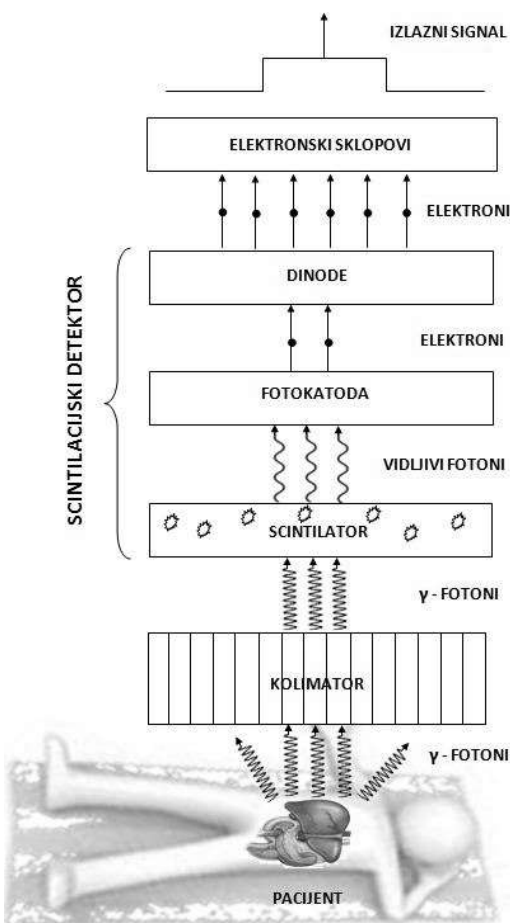 IZLAZNI SIGNAL
ELEKTRONSKI SKLOPOVI
ELEKTRONI
DINODE
ELEKTRONI
FOTOKATODA
VIDLJIVI FOTONI
SCINTILATOR
SCINTILACIJSKI DETEKTOR
γ - FOTONI
KOLIMATOR
γ - FOTONI
PACIJENT